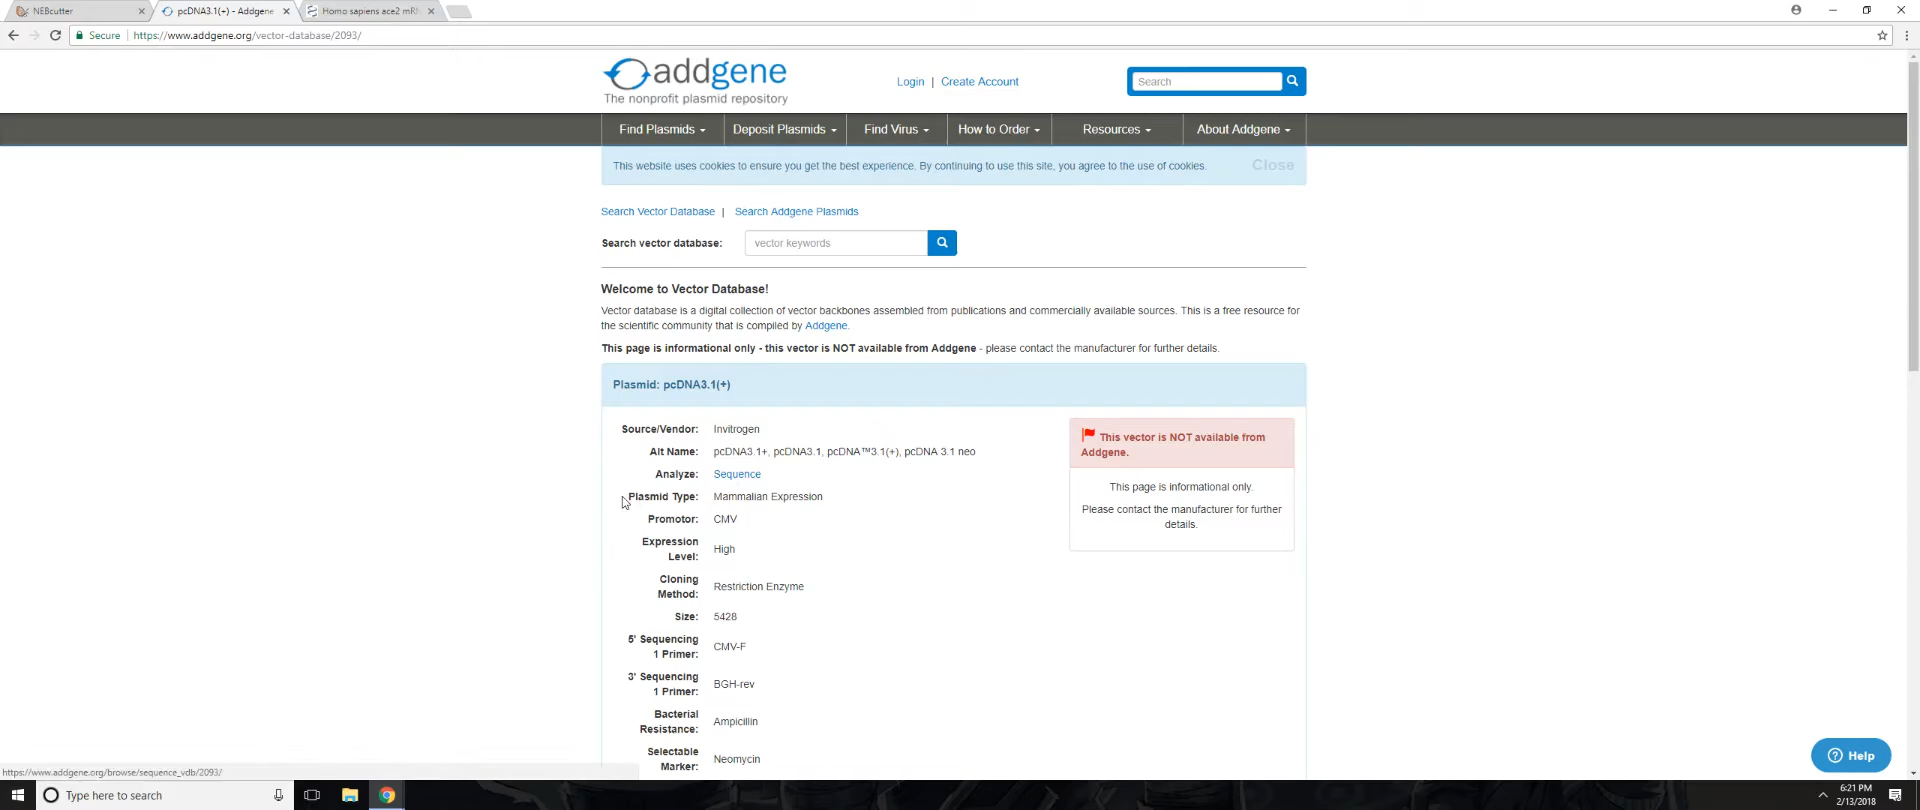 NEBcutter
pcDNA3.1(+) - Addgene
Homo sapiens ace2 mR
Secure
https://www.addgene.org/vector-database/2093/
addgene
The nonprofit plasmid repository
Login | Create Account
Search
Find Plasmids
Deposit Plasmids
Find Virus
How to Order
Resources
About Addgene
This website uses cookies to ensure you get the best experience. By continuing to use this site, you agree to the use of cookies.
Close
Search Vector Database | Search Addgene Plasmids
Search vector database:
vector keywords
Welcome to Vector Database!
Vector database is a digital collection of vector backbones assembled from publications and commercially available sources. This is a free resource for
the scientific community that is compiled by Addgene.
This page is informational only - this vector is NOT available from Addgene - please contact the manufacturer for further details.
Plasmid: pcDNA3.1(+)
Source/Vendor: Invitrogen
Alt Name: pcDNA3.1+, pcDNA3.1, pcDNA™3.1(+), pcDNA 3.1 neo
Analyze: Sequence
Plasmid Type: Mammalian Expression
Promotor: CMV
Expression
Level: High
Cloning
Method: Restriction Enzyme
Size: 5428
5' Sequencing
1 Primer: CMV-F
3' Sequencing
1 Primer: BGH-rev
Bacterial
Resistance: Ampicillin
Selectable
Marker: Neomycin
This vector is NOT available from
Addgene.
This page is informational only.
Please contact the manufacturer for further
details.
Help
https://www.addgene.org/browse/sequence_vdb/2093/
Type here to search
6:21 PM
2/13/2018